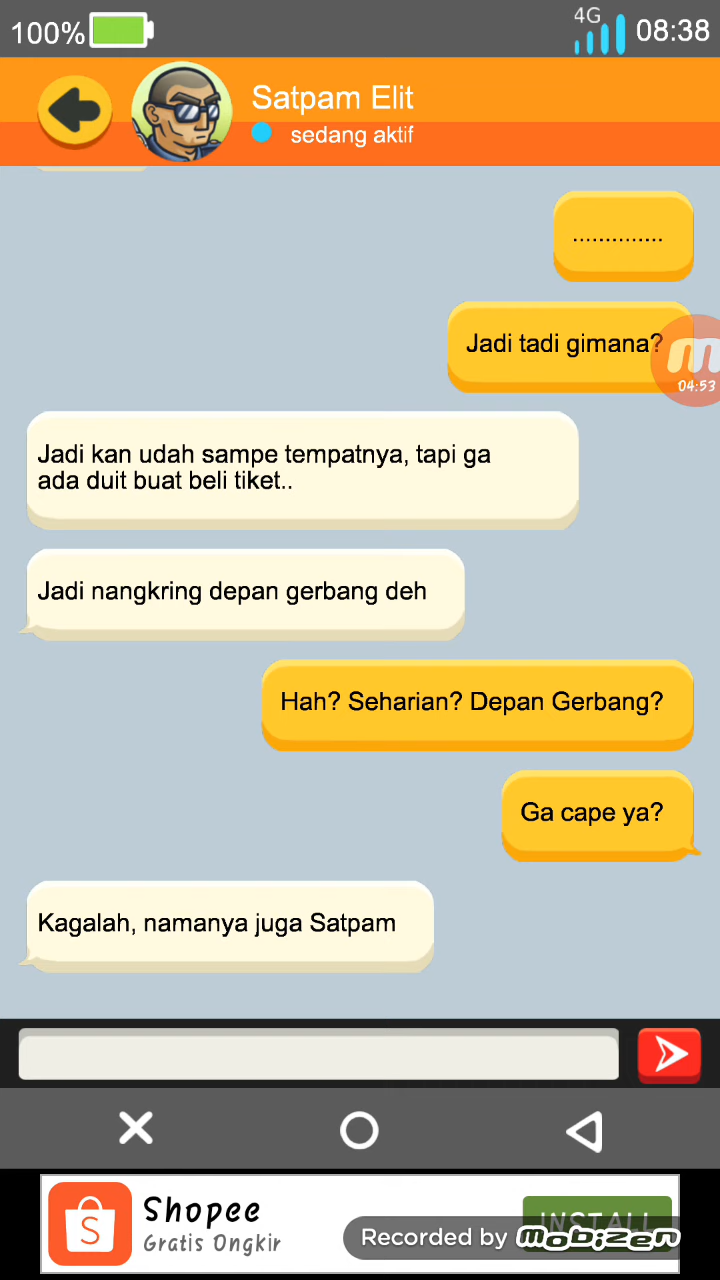 100%
4G
08:38
Satpam Elit
sedang aktif
..............
Jadi tadi gimana?
04:53
Jadi kan udah sampe tempatnya, tapi ga
ada duit buat beli tiket..
Jadi nangkring depan gerbang deh
Hah? Seharian? Depan Gerbang?
Ga cape ya?
Kagalah, namanya juga Satpam
Shopee
Gratis Ongkir
INSTALL
Recorded by mobizen